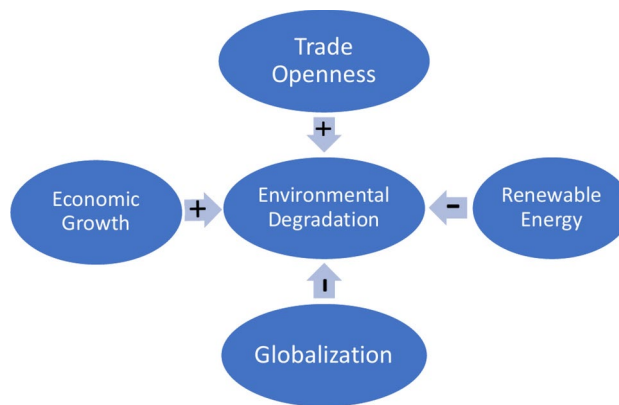 Trade
Openness
+
Economic
Growth
+
Environmental
Degradation
-
Renewable
Energy
-
Globalization